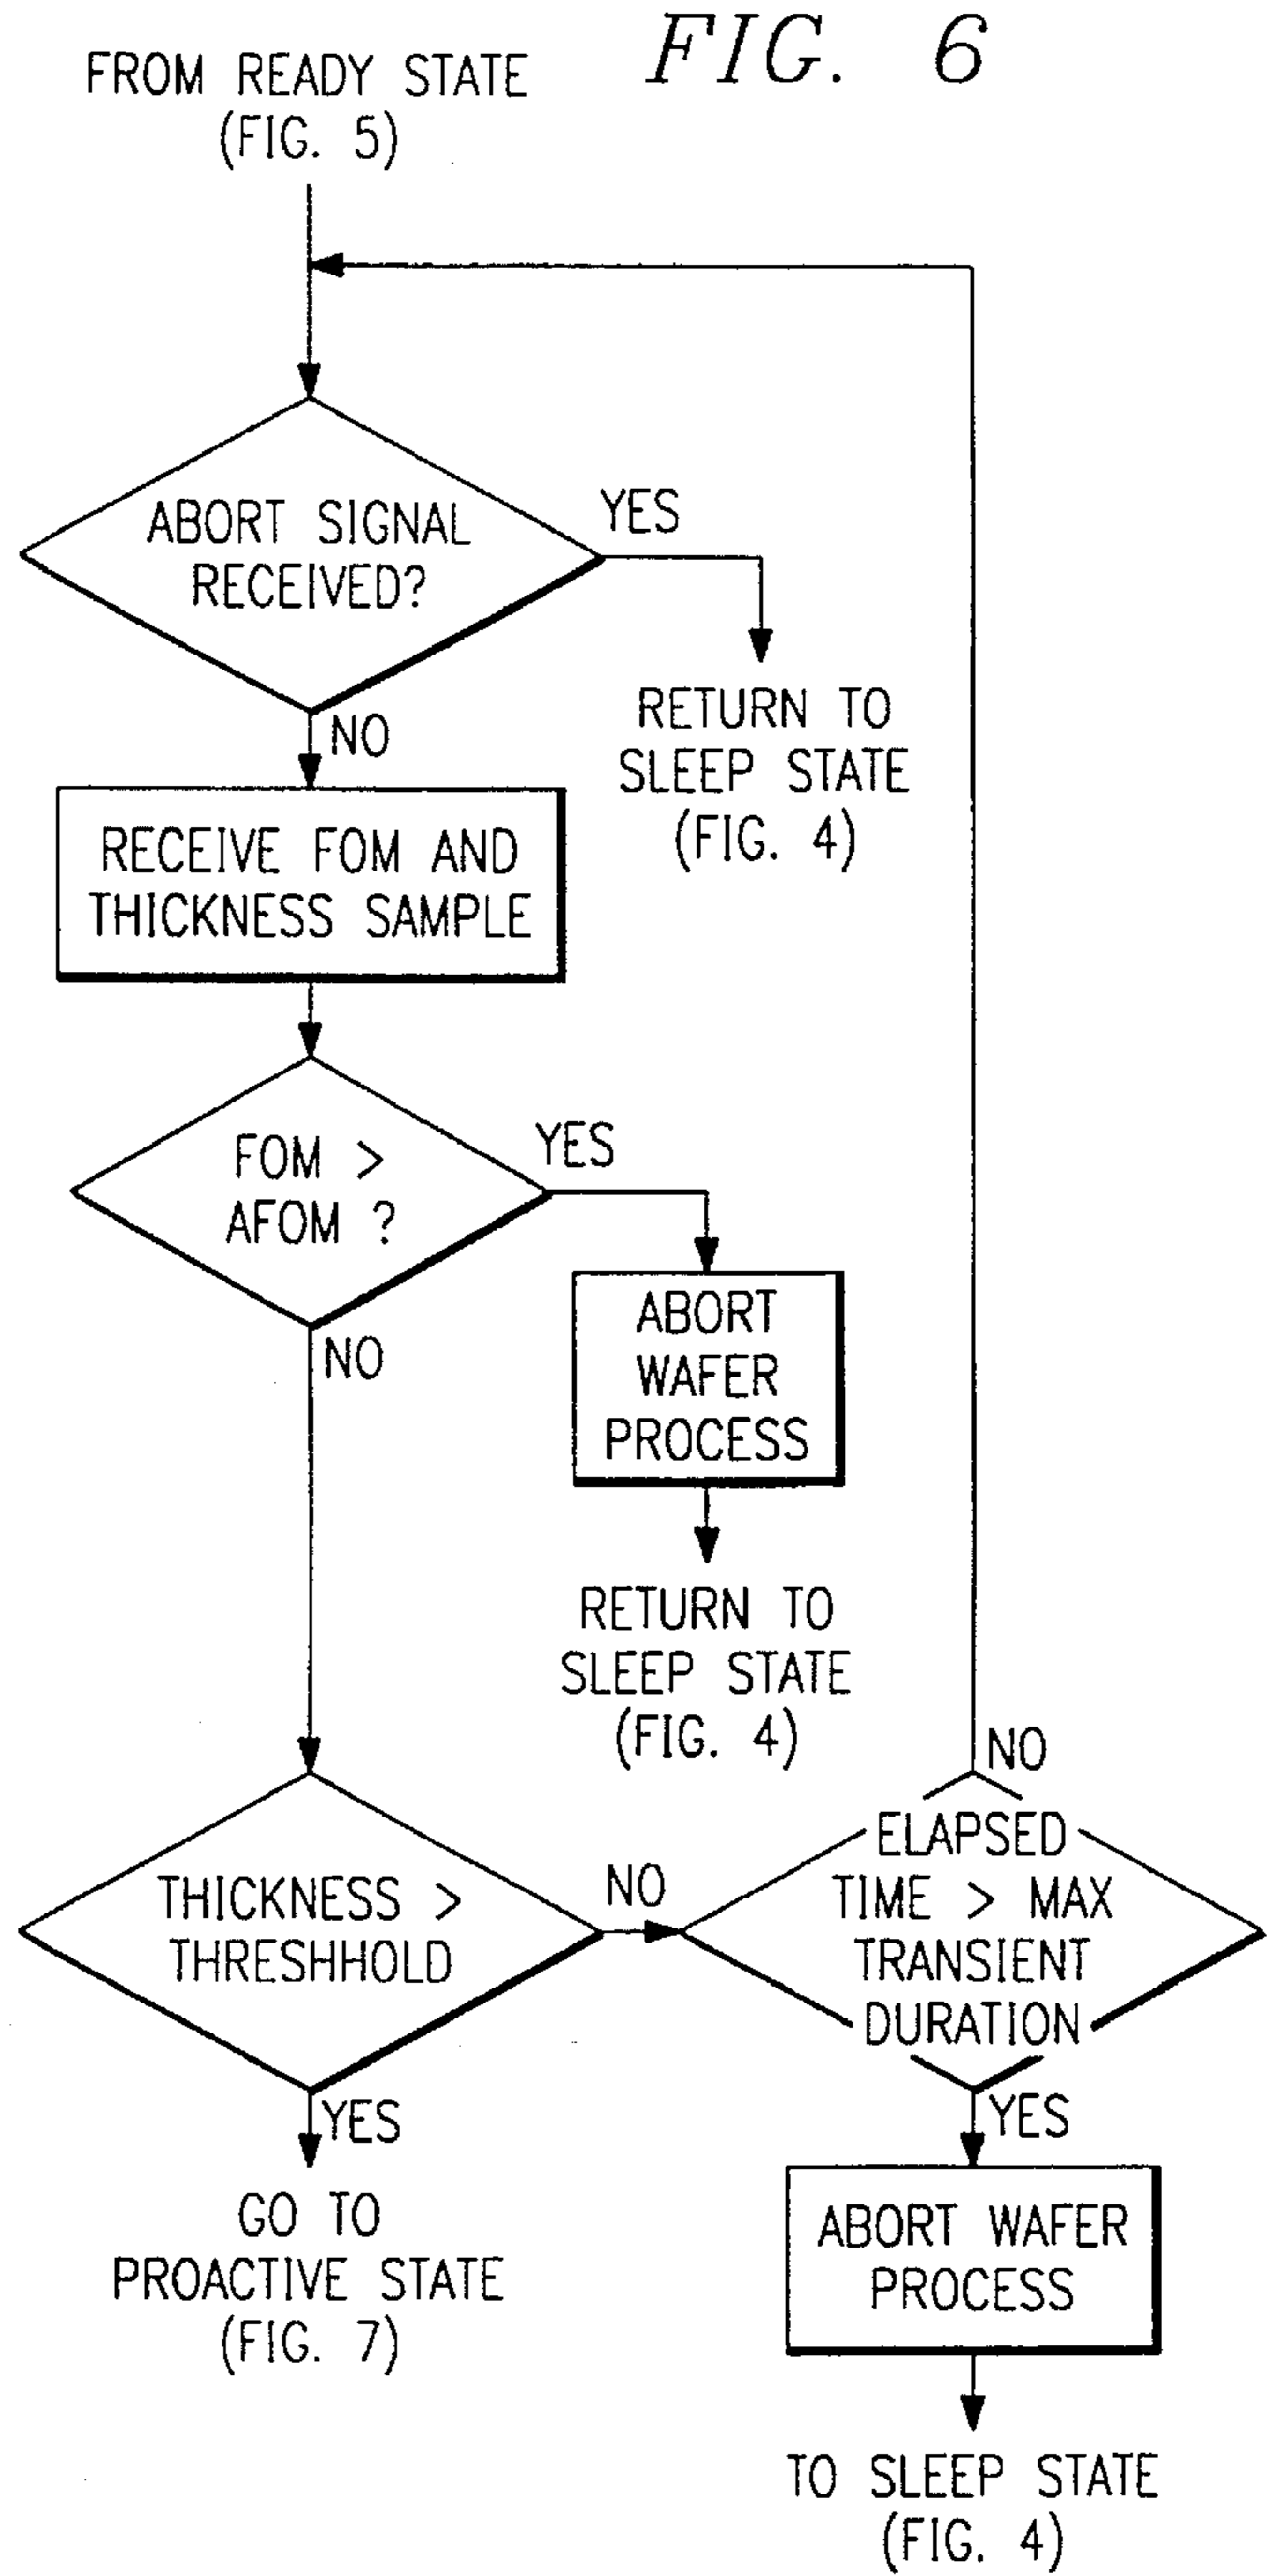 FIG. 6
FROM READY STATE
(FIG. 5)
ABORT SIGNAL
RECEIVED?
YES
NO
RETURN TO
SLEEP STATE
(FIG. 4)
RECEIVE FOM AND
THICKNESS SAMPLE
FOM >
AFOM ?
YES
NO
ABORT
WAFER
PROCESS
RETURN TO
SLEEP STATE
(FIG. 4)
THICKNESS >
THRESHHOLD
NO
YES
GO TO
PROACTIVE STATE
(FIG. 7)
NO
ELAPSED
TIME > MAX
TRANSIENT
DURATION
YES
ABORT WAFER
PROCESS
TO SLEEP STATE
(FIG. 4)